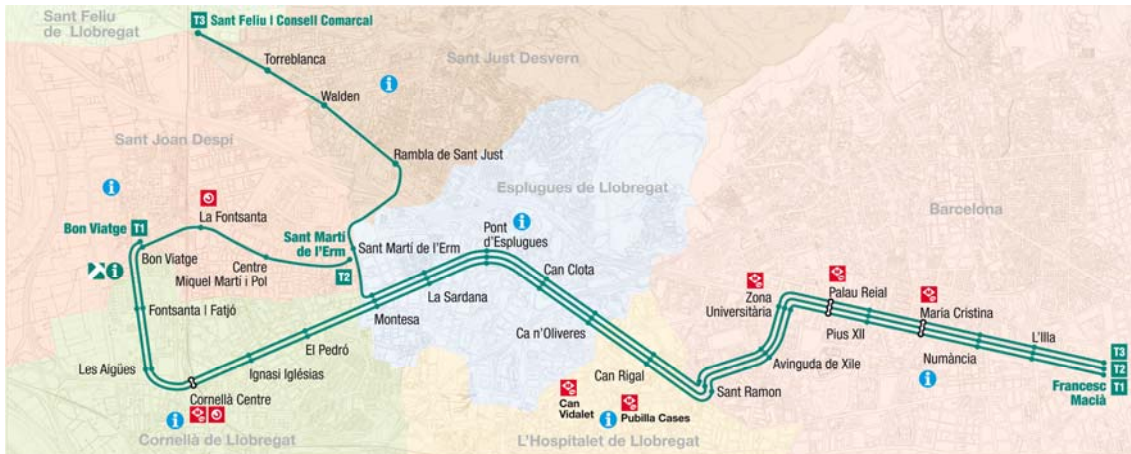 Sant Feliu
de Llobregat
T3 Sant Feliu | Consell Comarcal
Torreblanca
Sant Just Desvern
Walden
Sant Joan Despí
Rambla de Sant Just
Esplugues de Llobregat
Barcelona
La Fontsanta
Bon Viatge T1
Bon Viatge
Sant Martí
de l'Erm
T2
Sant Martí de l'Erm
Centre
Miquel Martí i Pol
Pont
d'Esplugues
Can Clota
La Sardana
Montesa
Fontsanta | Fatjó
El Pedró
Ignasi Iglésias
Les Aigües
Cornellà Centre
Cornellà de Llobregat
Ca n'Oliveres
Can Rigal
Can
Vidalet
Pubilla Cases
L'Hospitalet de Llobregat
Sant Ramon
Avinguda de Xile
Zona
Universitària
Palau Reial
Pius XII
Maria Cristina
Numància
L'Illa
T3
T2
T1
Francesc
Macià